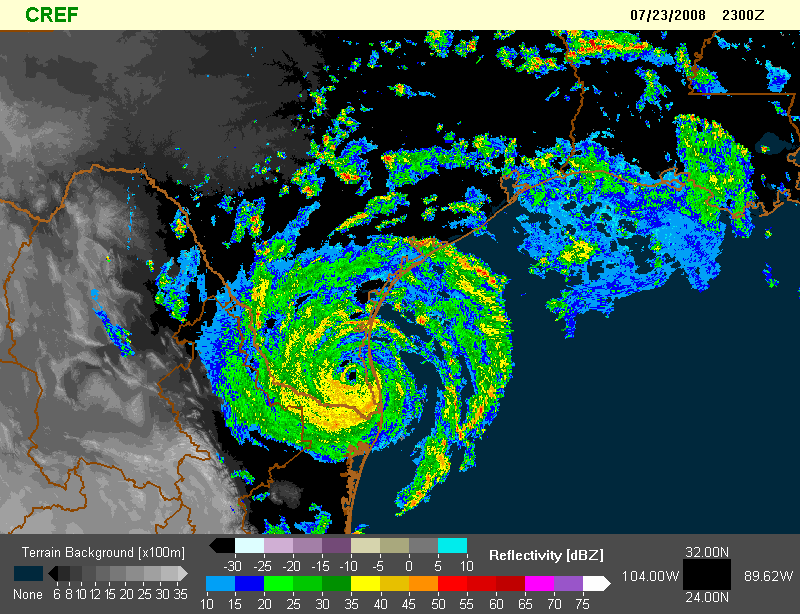 CREF 07/23/2008 2300Z
Terrain Background [x100m]
None 6 8 10 12 15 20 25 30 35
-30 -25 -20 -15 -10 -5 0 5 10
Reflectivity [dBZ]
10 15 20 25 30 35 40 45 50 55 60 65 70 75
32.00N
104.00W 89.62W
24.00N